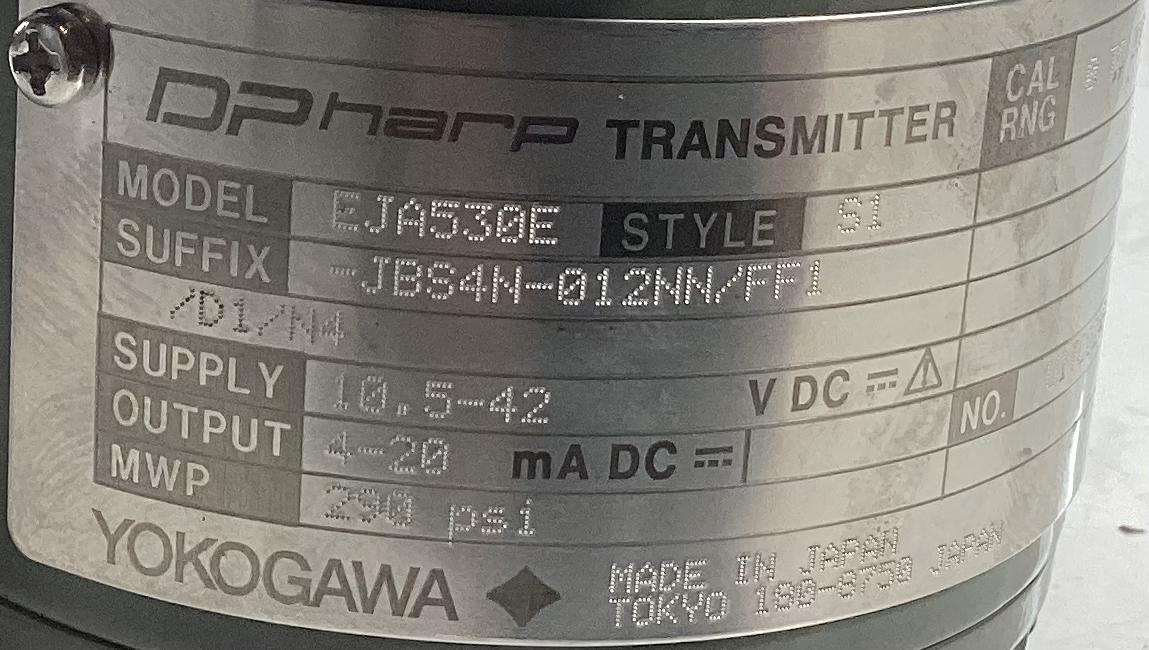 DPharp TRANSMITTER CAL RNG
MODEL EJA530E STYLE S1
SUFFIX -JBS4N-012NN/FF1
/D1/N4
SUPPLY 10.5-42 V DC
OUTPUT 4-20 mA DC NO.
MWP 290 psi
YOKOGAWA MADE IN JAPAN
TOKYO 180-8750 JAPAN